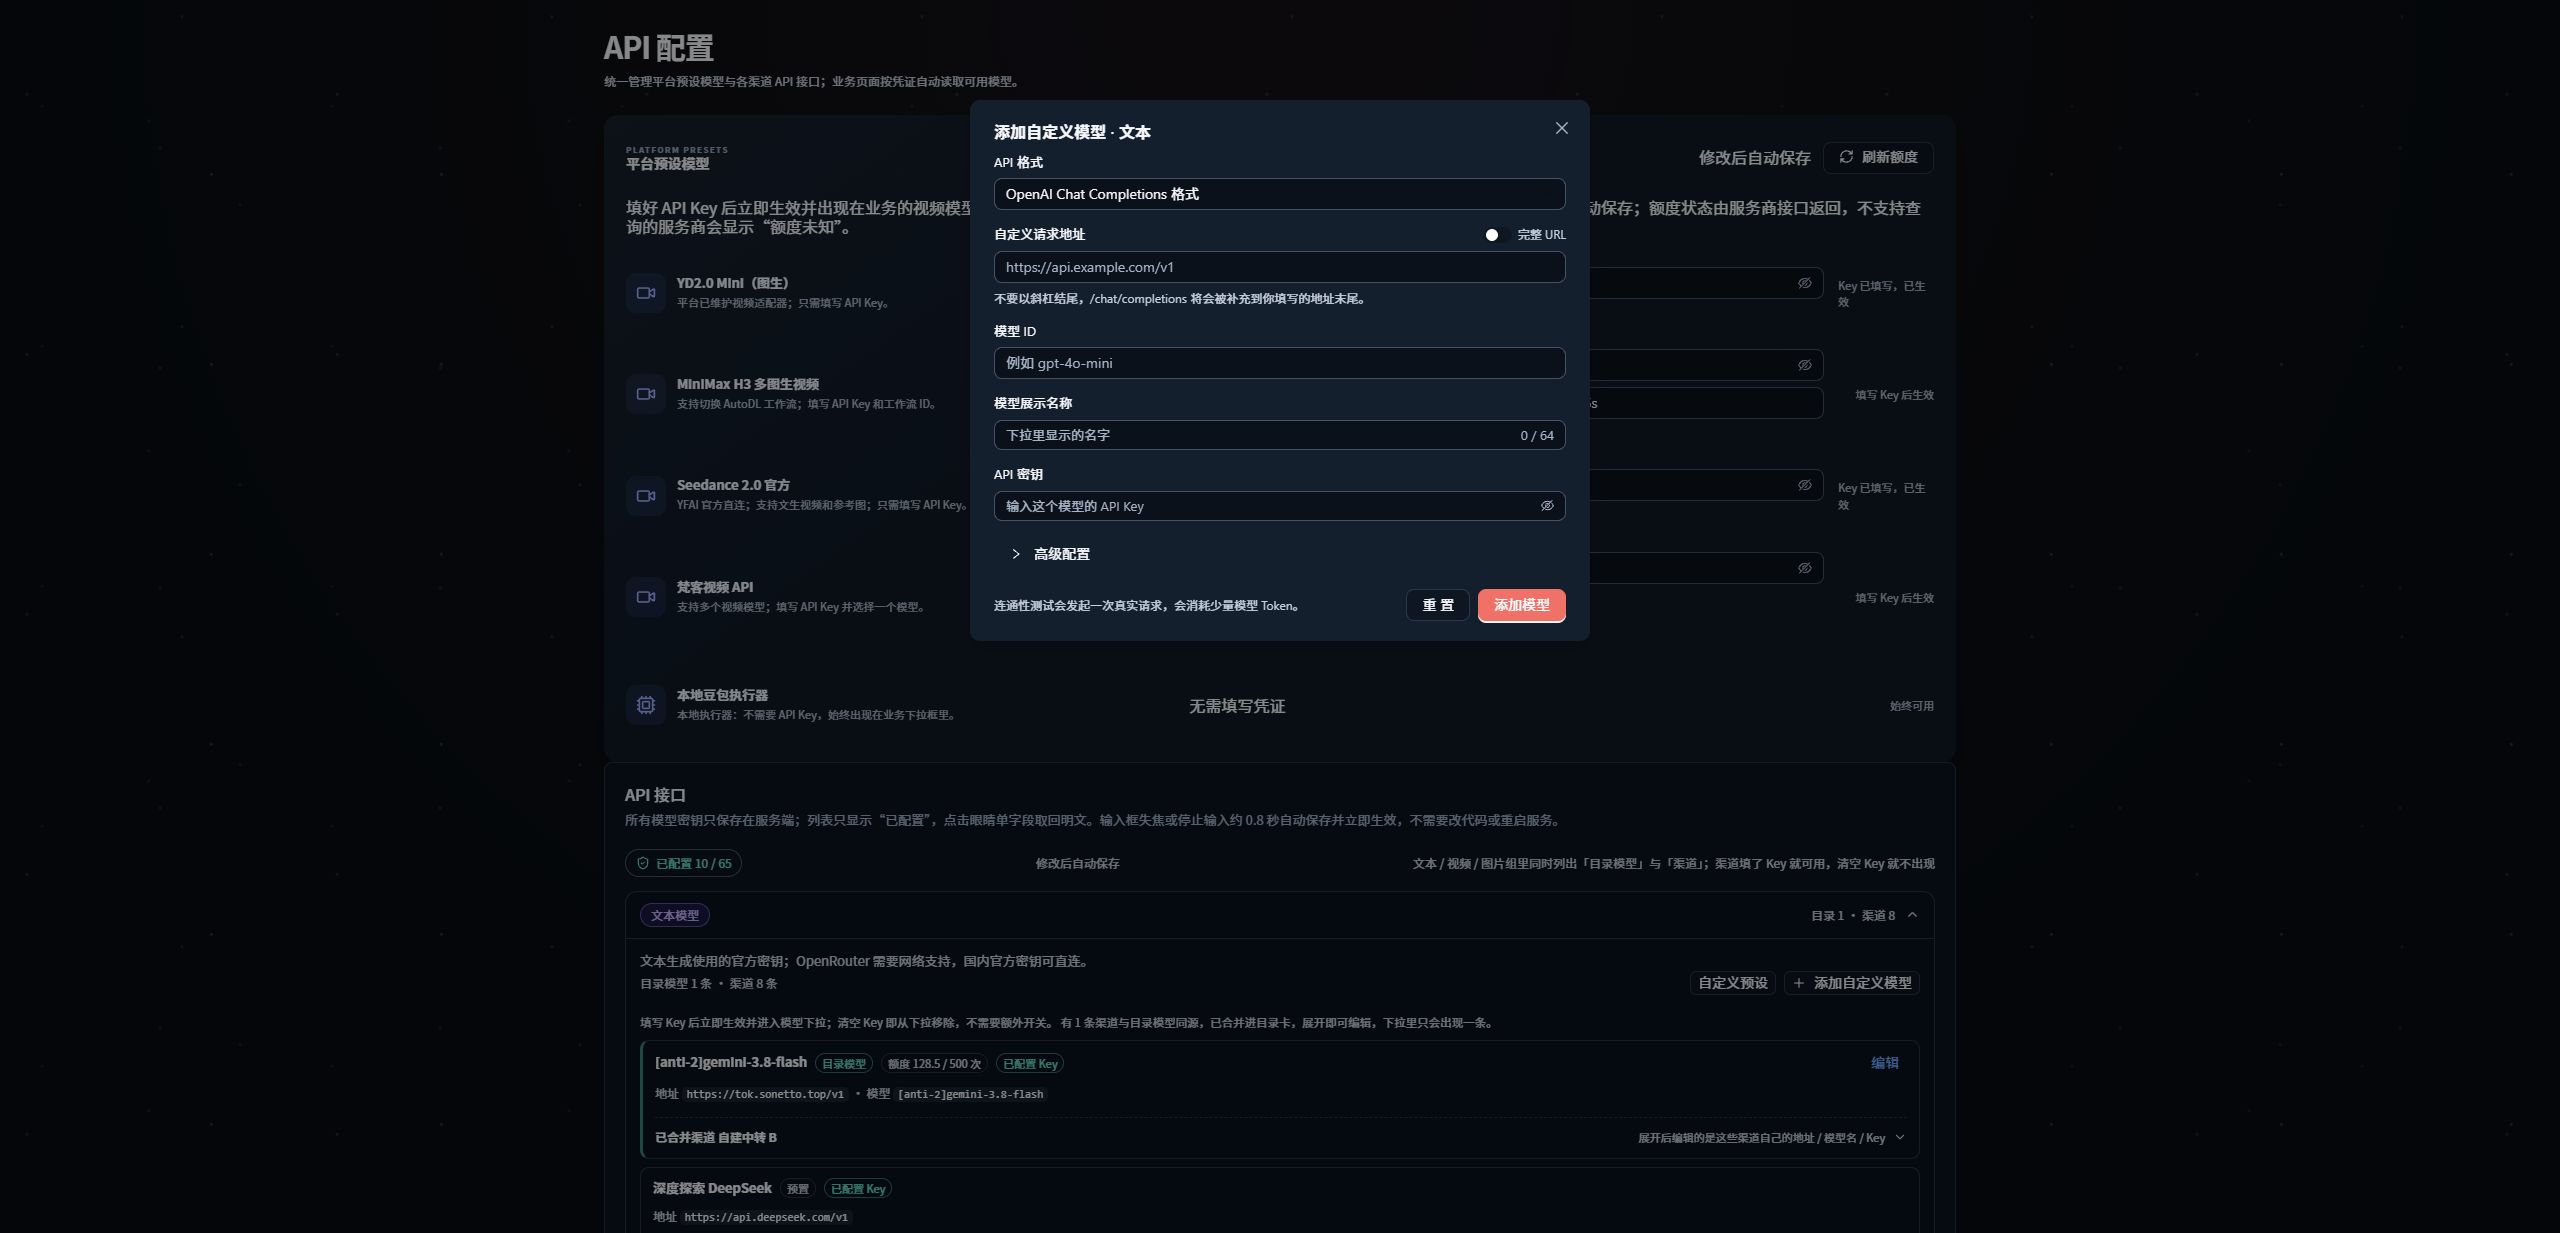 API 配置
统一管理平台预设模型与各渠道 API 接口；业务页面按凭证自动读取可用模型。
PLATFORM PRESETS
平台预设模型
修改后自动保存
刷新额度
填好 API Key 后立即生效并出现在业务的视频模型
动保存；额度状态由服务商接口返回，不支持查
询的服务商会显示“额度未知”。
YD2.0 Mini（图生）
平台已维护视频适配器；只需填写 API Key。
Key 已填写，已生
效
MiniMax H3 多图生视频
支持切换 AutoDL 工作流；填写 API Key 和工作流 ID。
填写 Key 后生效
Seedance 2.0 官方
YFAI 官方直连；支持文生视频和参考图；只需填写 API Key。
Key 已填写，已生
效
梵客视频 API
支持多个视频模型；填写 API Key 并选择一个模型。
填写 Key 后生效
本地豆包执行器
本地执行器：不需要 API Key，始终出现在业务下拉框里。
无需填写凭证
始终可用
添加自定义模型 · 文本
API 格式
OpenAI Chat Completions 格式
自定义请求地址
完整 URL
https://api.example.com/v1
不要以斜杠结尾，/chat/completions 将会被补充到你填写的地址末尾。
模型 ID
例如 gpt-4o-mini
模型展示名称
下拉里显示的名字
0 / 64
API 密钥
输入这个模型的 API Key
高级配置
连通性测试会发起一次真实请求，会消耗少量模型 Token。
重 置
添加模型
API 接口
所有模型密钥只保存在服务端；列表只显示“已配置”，点击眼睛单字段取回明文。输入框失焦或停止输入约 0.8 秒自动保存并立即生效，不需要改代码或重启服务。
已配置 10 / 65
修改后自动保存
文本 / 视频 / 图片组里同时列出「目录模型」与「渠道」；渠道填了 Key 就可用，清空 Key 就不出现
文本模型
目录 1 • 渠道 8
文本生成使用的官方密钥；OpenRouter 需要网络支持，国内官方密钥可直连。
目录模型 1 条 • 渠道 8 条
自定义预设
添加自定义模型
填写 Key 后立即生效并进入模型下拉；清空 Key 即从下拉移除，不需要额外开关。 有 1 条渠道与目录模型同源，已合并进目录卡，展开即可编辑，下拉里只会出现一条。
[anti-2]gemini-3.8-flash
目录模型
额度 128.5 / 500 次
已配置 Key
编辑
地址 https://tok.sonetto.top/v1 • 模型 [anti-2]gemini-3.8-flash
已合并渠道 自建中转 B
展开后编辑的是这些渠道自己的地址 / 模型名 / Key
深度探索 DeepSeek
预置
已配置 Key
地址 https://api.deepseek.com/v1